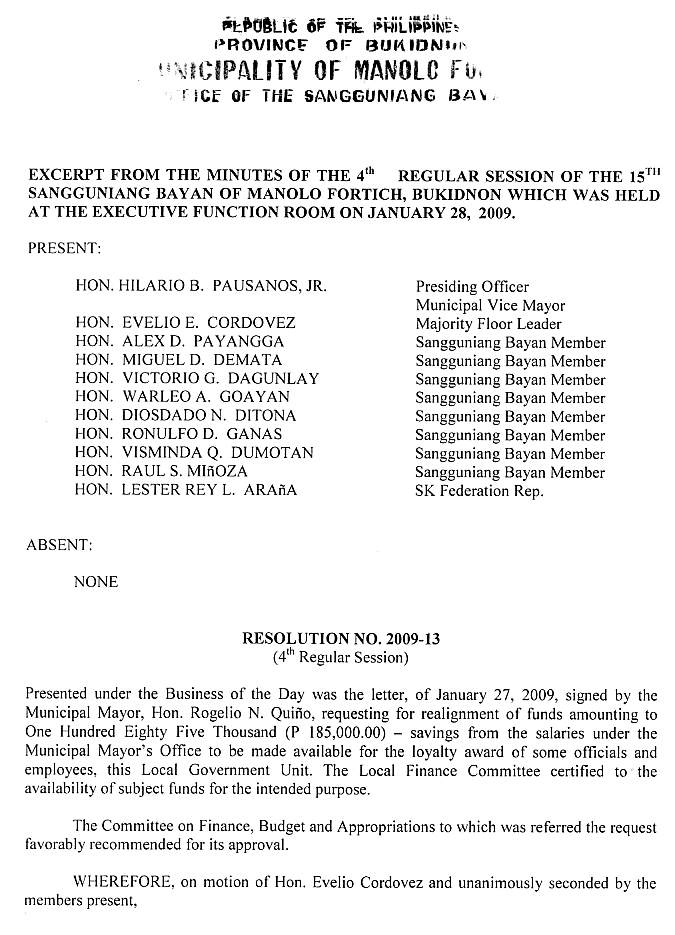 REPUBLIC OF THE PHILIPPINES
PROVINCE OF BUKIDNON
MUNICIPALITY OF MANOLO
OFFICE OF THE SANGGUNIANG
EXCERPT FROM THE MINUTES OF THE 4th REGULAR SESSION OF THE 15TH
SANGGUNIANG BAYAN OF MANOLO FORTICH, BUKIDNON WHICH WAS HELD
AT THE EXECUTIVE FUNCTION ROOM ON JANUARY 28, 2009.
PRESENT:
HON. HILARIO B. PAUSANOS, JR. Presiding Officer
Municipal Vice Mayor
HON. EVELIO E. CORDOVEZ Majority Floor Leader
HON. ALEX D. PAYANGGA Sangguniang Bayan Member
HON. MIGUEL D. DEMATA Sangguniang Bayan Member
HON. VICTORIO G. DAGUNLAY Sangguniang Bayan Member
HON. WARLEO A. GOAYAN Sangguniang Bayan Member
HON. DIOSDADO N. DITONA Sangguniang Bayan Member
HON. RONULFO D. GANAS Sangguniang Bayan Member
HON. VISMINDA Q. DUMOTAN Sangguniang Bayan Member
HON. RAUL S. MIñOZA Sangguniang Bayan Member
HON. LESTER REY L. ARAñA SK Federation Rep.
ABSENT:
NONE
RESOLUTION NO. 2009-13
(4th Regular Session)
Presented under the Business of the Day was the letter, of January 27, 2009, signed by the
Municipal Mayor, Hon. Rogelio N. Quiño, requesting for realignment of funds amounting to
One Hundred Eighty Five Thousand (P 185,000.00) – savings from the salaries under the
Municipal Mayor's Office to be made available for the loyalty award of some officials and
employees, this Local Government Unit. The Local Finance Committee certified to the
availability of subject funds for the intended purpose.
The Committee on Finance, Budget and Appropriations to which was referred the request
favorably recommended for its approval.
WHEREFORE, on motion of Hon. Evelio Cordovez and unanimously seconded by the
members present,